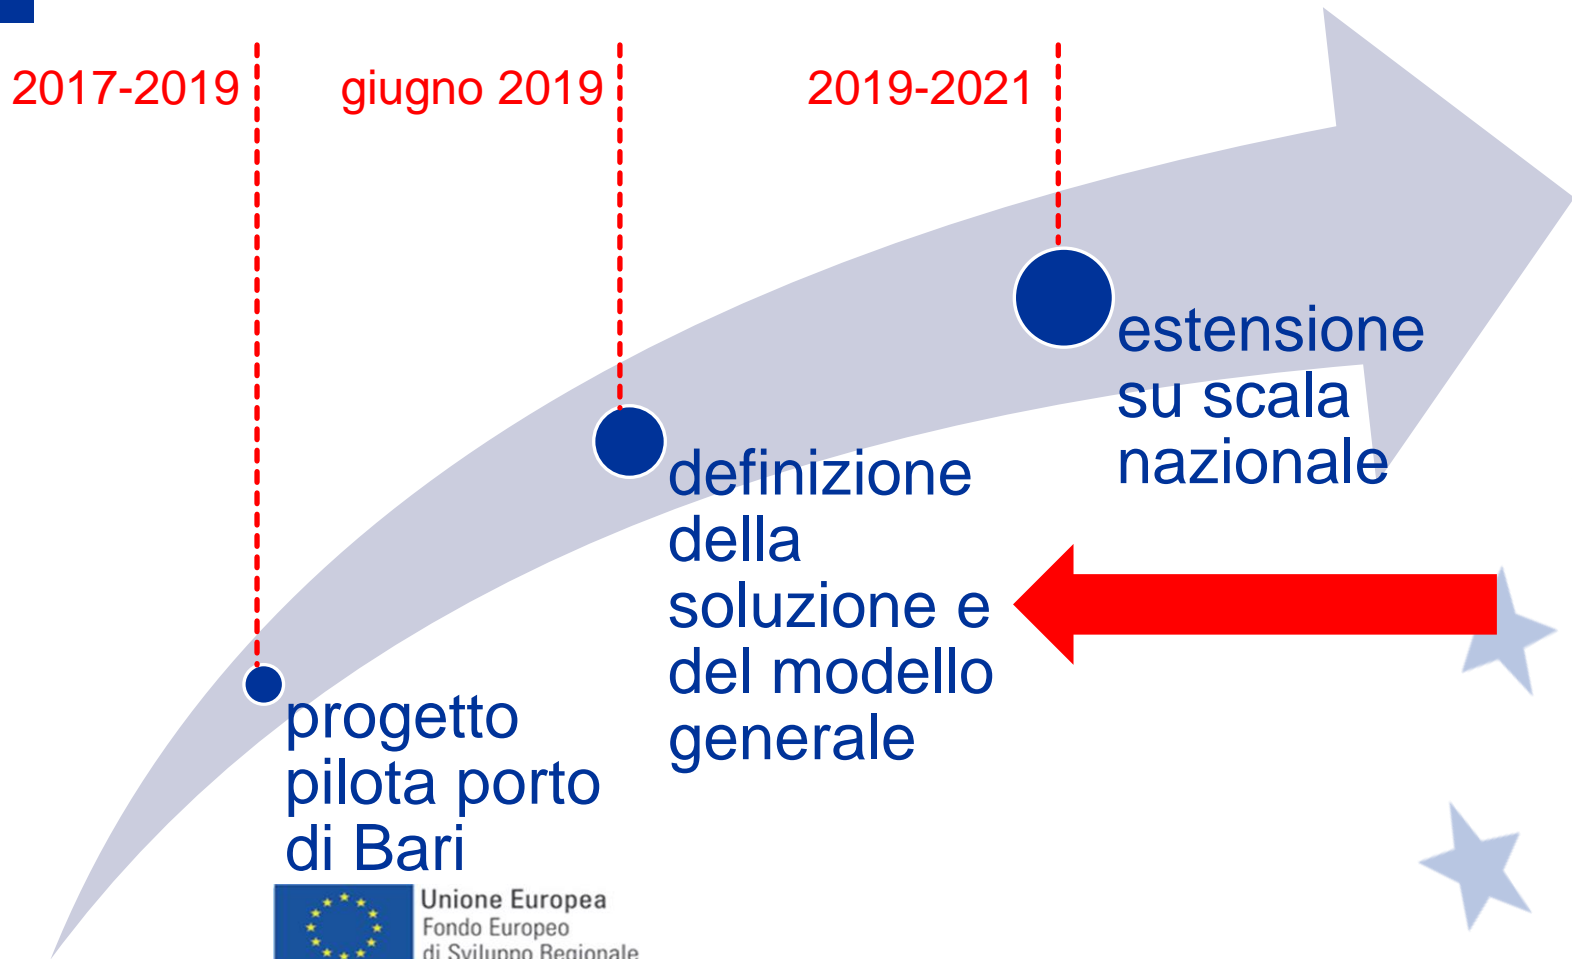 2017-2019
giugno 2019
2019-2021
estensione
su scala
nazionale
definizione
della
soluzione e
del modello
generale
progetto
pilota porto
di Bari
Unione Europea
Fondo Europeo
di Sviluppo Regionale